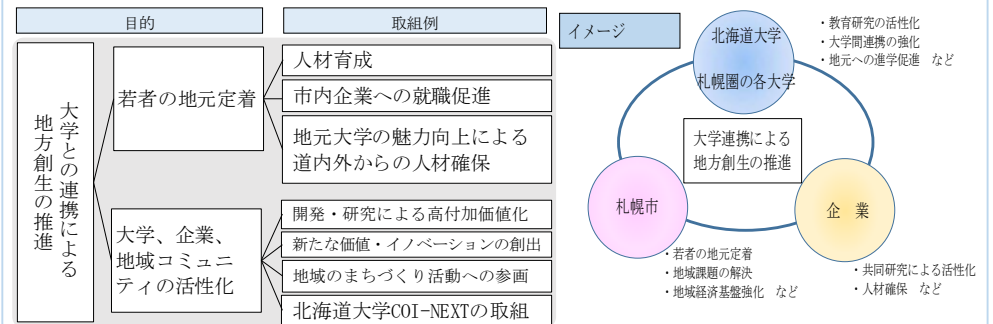 目的
取組例
大学との連携による
地方創生の推進
若者の地元定着
人材育成
市内企業への就職促進
地元大学の魅力向上による
道内外からの人材確保
大学、企業、
地域コミュニ
ティの活性化
開発・研究による高付加価値化
新たな価値・イノベーションの創出
地域のまちづくり活動への参画
北海道大学COI-NEXTの取組
イメージ
北海道大学
札幌圏の各大学
・教育研究の活性化
・大学間連携の強化
・地元への進学促進　など
大学連携による
地方創生の推進
札幌市
企　業
・若者の地元定着
・地域課題の解決
・地域経済基盤強化　など
・共同研究による活性化
・人材確保　など